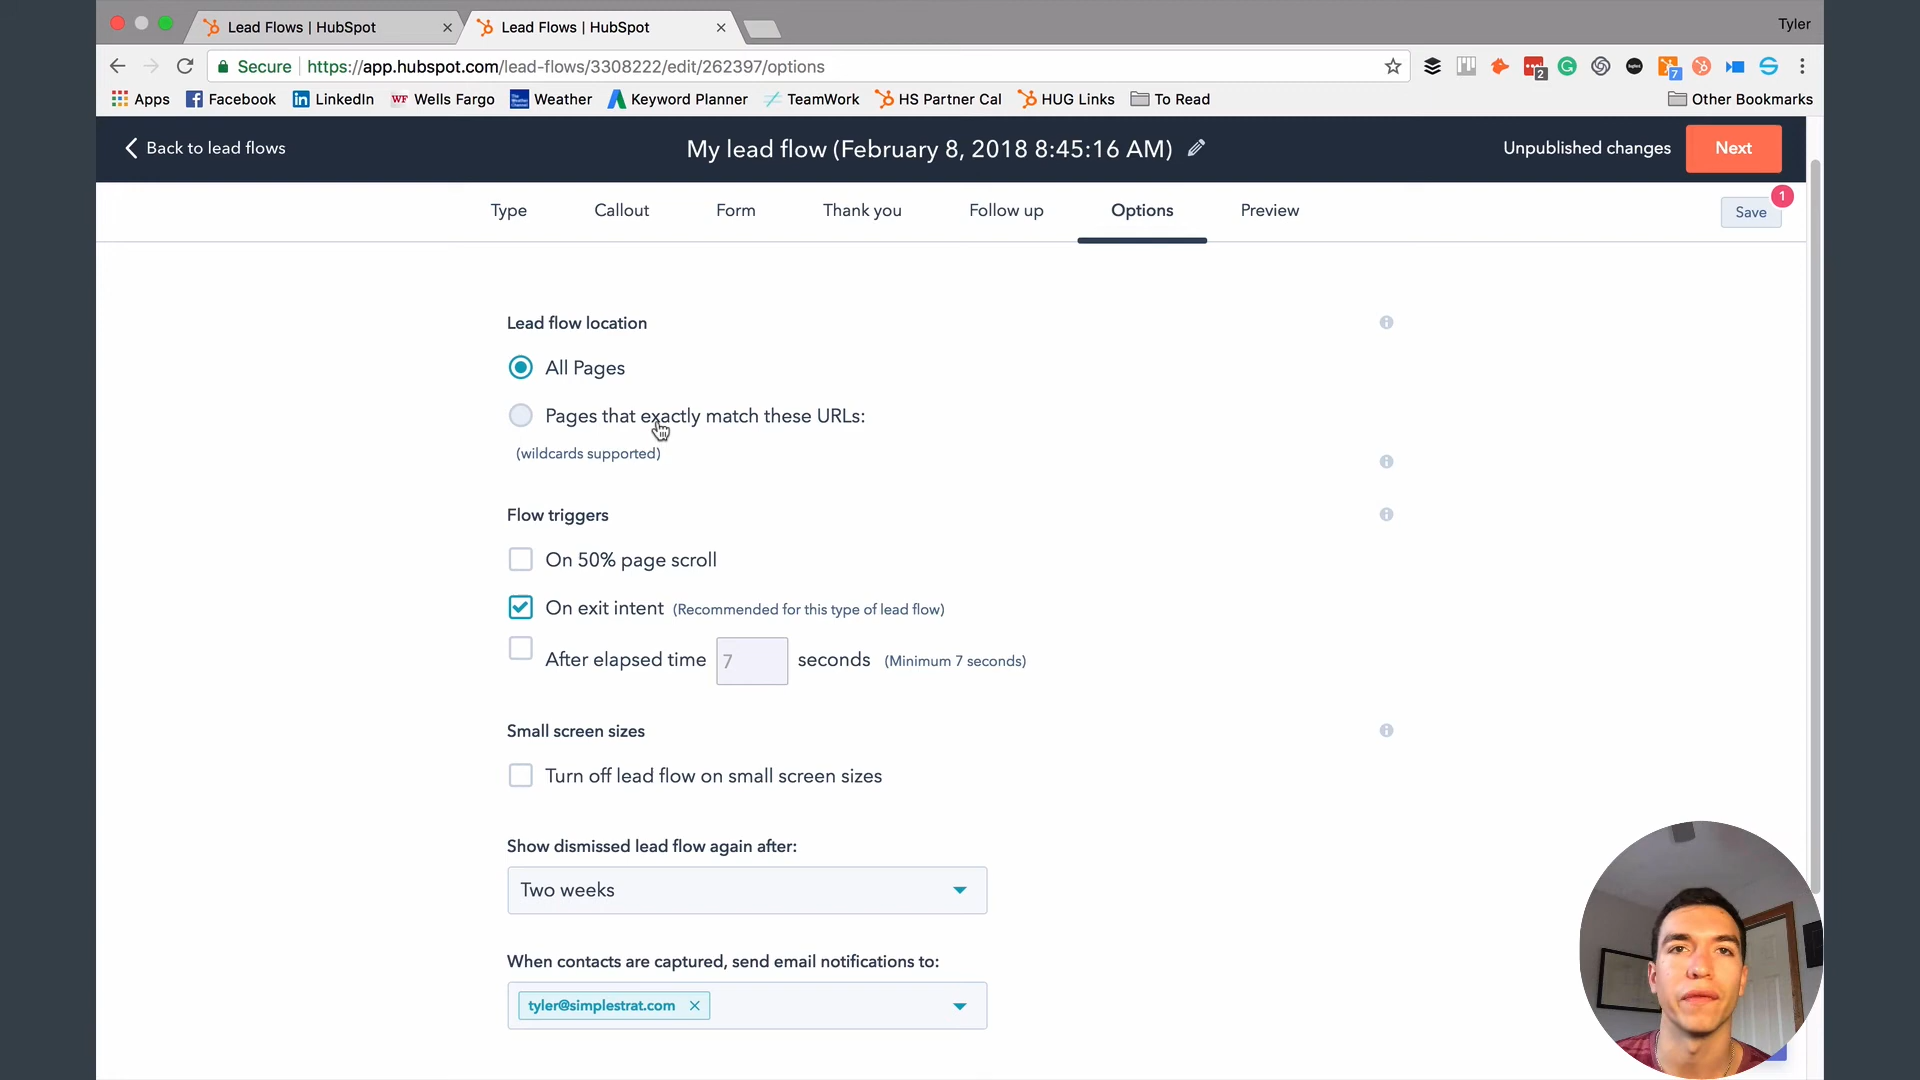 Lead Flows | HubSpot
Lead Flows | HubSpot
Tyler
Secure https://app.hubspot.com/lead-flows/3308222/edit/262397/options
2
7
Apps Facebook LinkedIn WF Wells Fargo Weather Keyword Planner TeamWork HS Partner Cal HUG Links To Read Other Bookmarks
Back to lead flows
My lead flow (February 8, 2018 8:45:16 AM)
Unpublished changes
Next
Type Callout Form Thank you Follow up Options Preview
Save
1
Lead flow location
All Pages
Pages that exactly match these URLs:
(wildcards supported)
Flow triggers
On 50% page scroll
On exit intent (Recommended for this type of lead flow)
After elapsed time 7 seconds (Minimum 7 seconds)
Small screen sizes
Turn off lead flow on small screen sizes
Show dismissed lead flow again after:
Two weeks
When contacts are captured, send email notifications to:
tyler@simplestrat.com